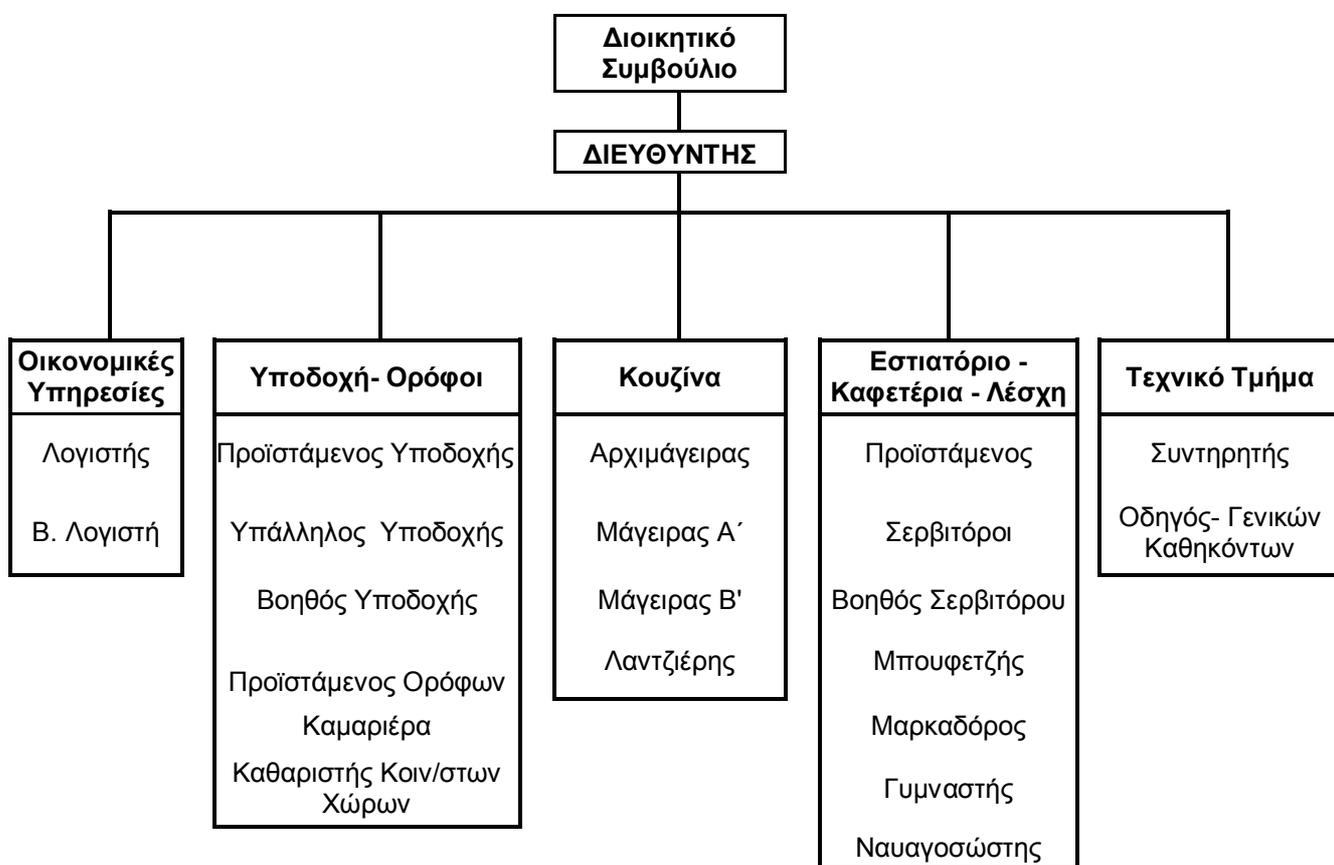 Διοικητικό
Συμβούλιο
ΔΙΕΥΘΥΝΤΗΣ
Οικονομικές
Υπηρεσίες
Λογιστής
Β. Λογιστή
Υποδοχή- Ορόφοι
Προϊστάμενος Υποδοχής
Υπάλληλος Υποδοχής
Βοηθός Υποδοχής
Προϊστάμενος Ορόφων
Καμαριέρα
Καθαριστής Κοιν/στων
Χώρων
Κουζίνα
Αρχιμάγειρας
Μάγειρας Α΄
Μάγειρας Β'
Λαντζιέρης
Εστιατόριο -
Καφετέρια - Λέσχη
Προϊστάμενος
Σερβιτόροι
Βοηθός Σερβιτόρου
Μπουφετζής
Μαρκαδόρος
Γυμναστής
Ναυαγοσώστης
Τεχνικό Τμήμα
Συντηρητής
Οδηγός- Γενικών
Καθηκόντων